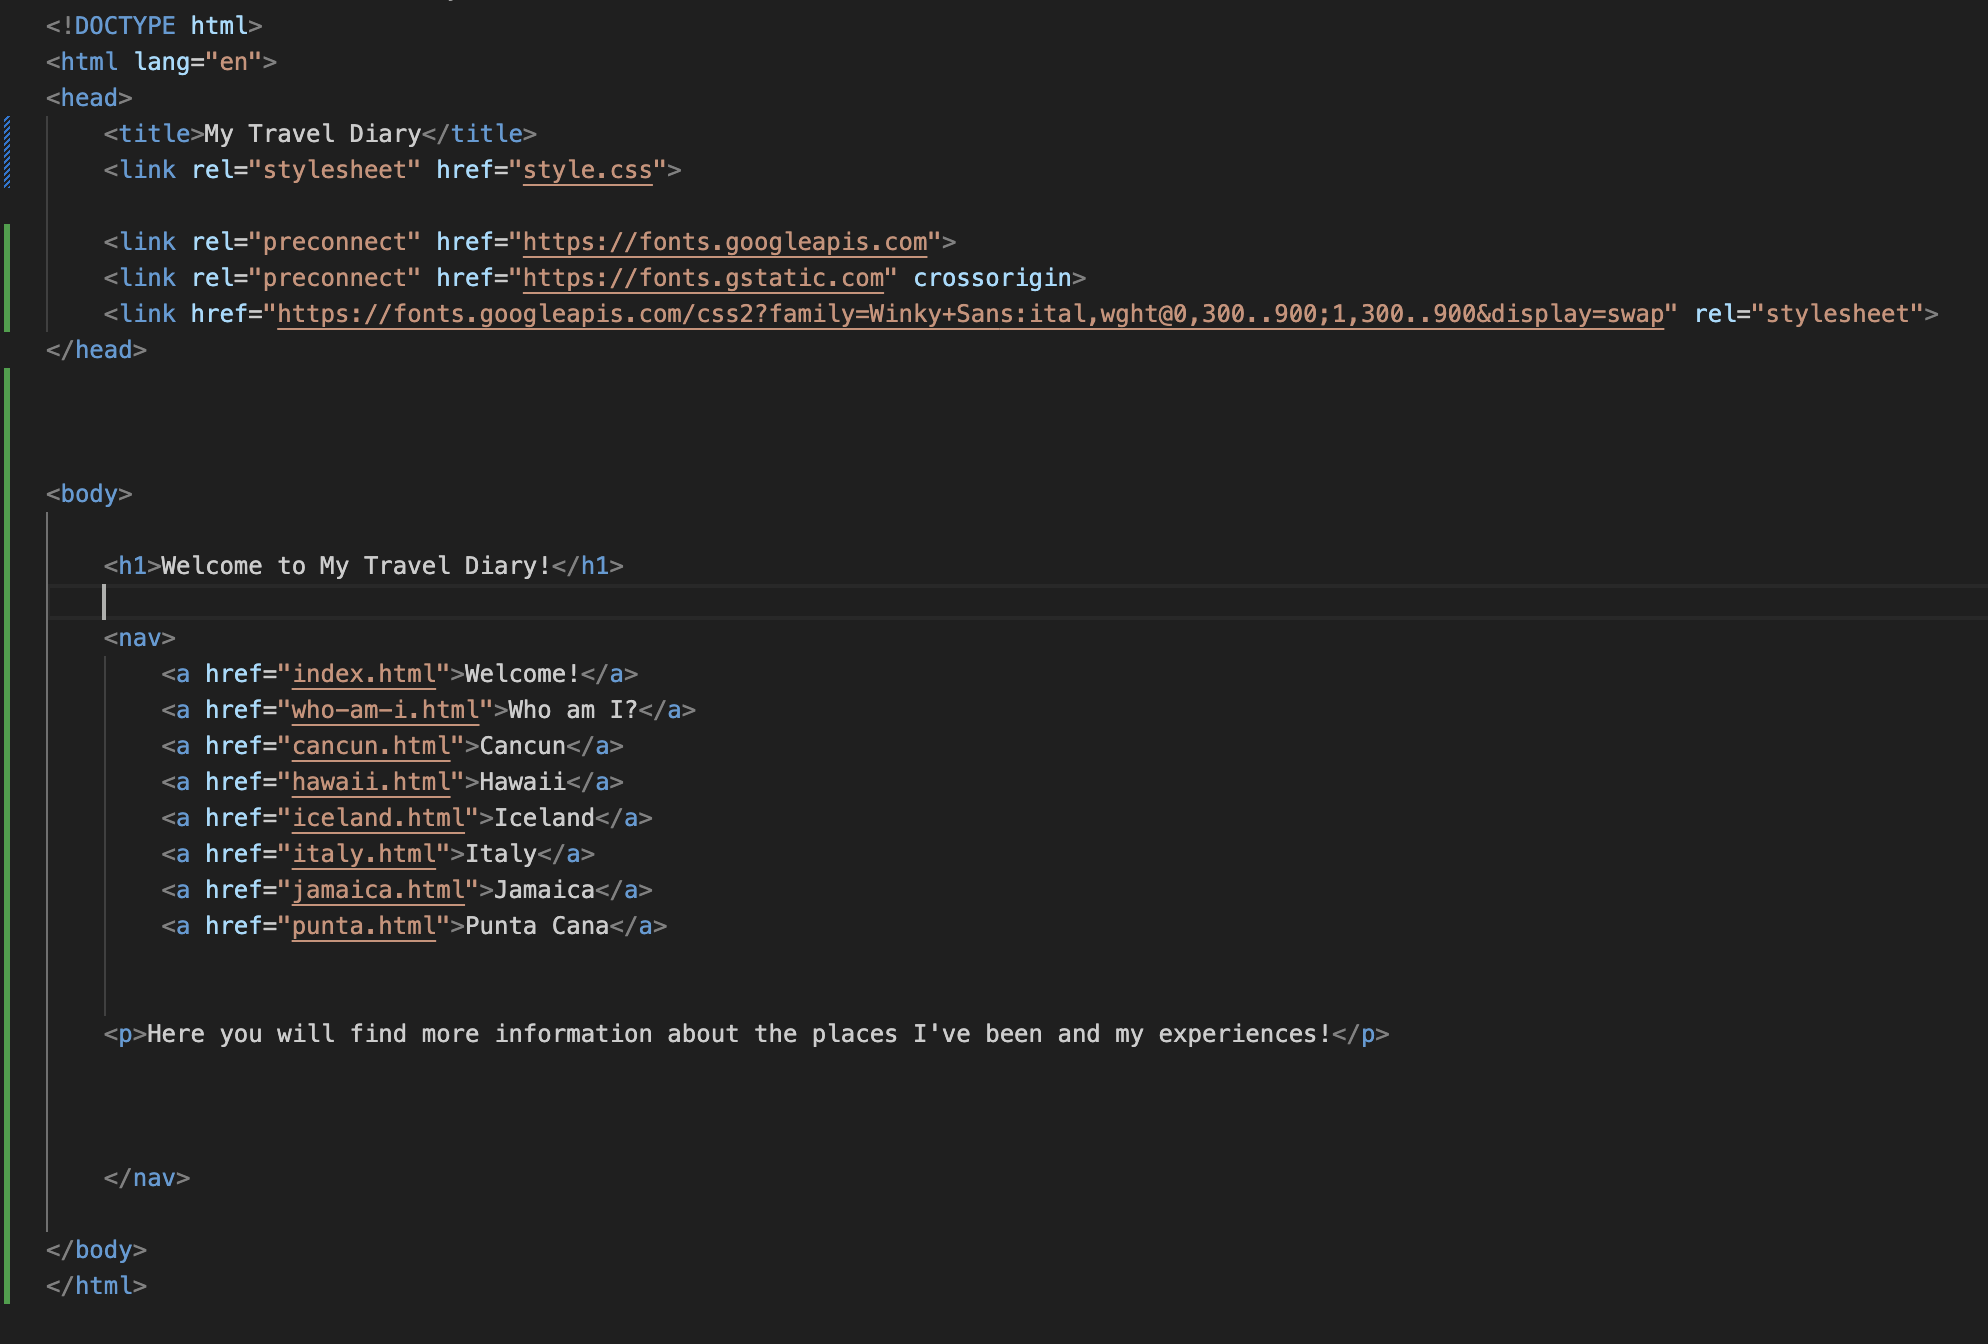 <!DOCTYPE html>
<html lang="en">
<head>
    <title>My Travel Diary</title>
    <link rel="stylesheet" href="style.css">
    <link rel="preconnect" href="https://fonts.googleapis.com">
    <link rel="preconnect" href="https://fonts.gstatic.com" crossorigin>
    <link href="https://fonts.googleapis.com/css2?family=Winky+Sans:ital,wght@0,300..900;1,300..900&display=swap" rel="stylesheet">
</head>
<body>
    <h1>Welcome to My Travel Diary!</h1>
    <nav>
        <a href="index.html">Welcome!</a>
        <a href="who-am-i.html">Who am I?</a>
        <a href="cancun.html">Cancun</a>
        <a href="hawaii.html">Hawaii</a>
        <a href="iceland.html">Iceland</a>
        <a href="italy.html">Italy</a>
        <a href="jamaica.html">Jamaica</a>
        <a href="punta.html">Punta Cana</a>
    <p>Here you will find more information about the places I've been and my experiences!</p>
    </nav>
</body>
</html>